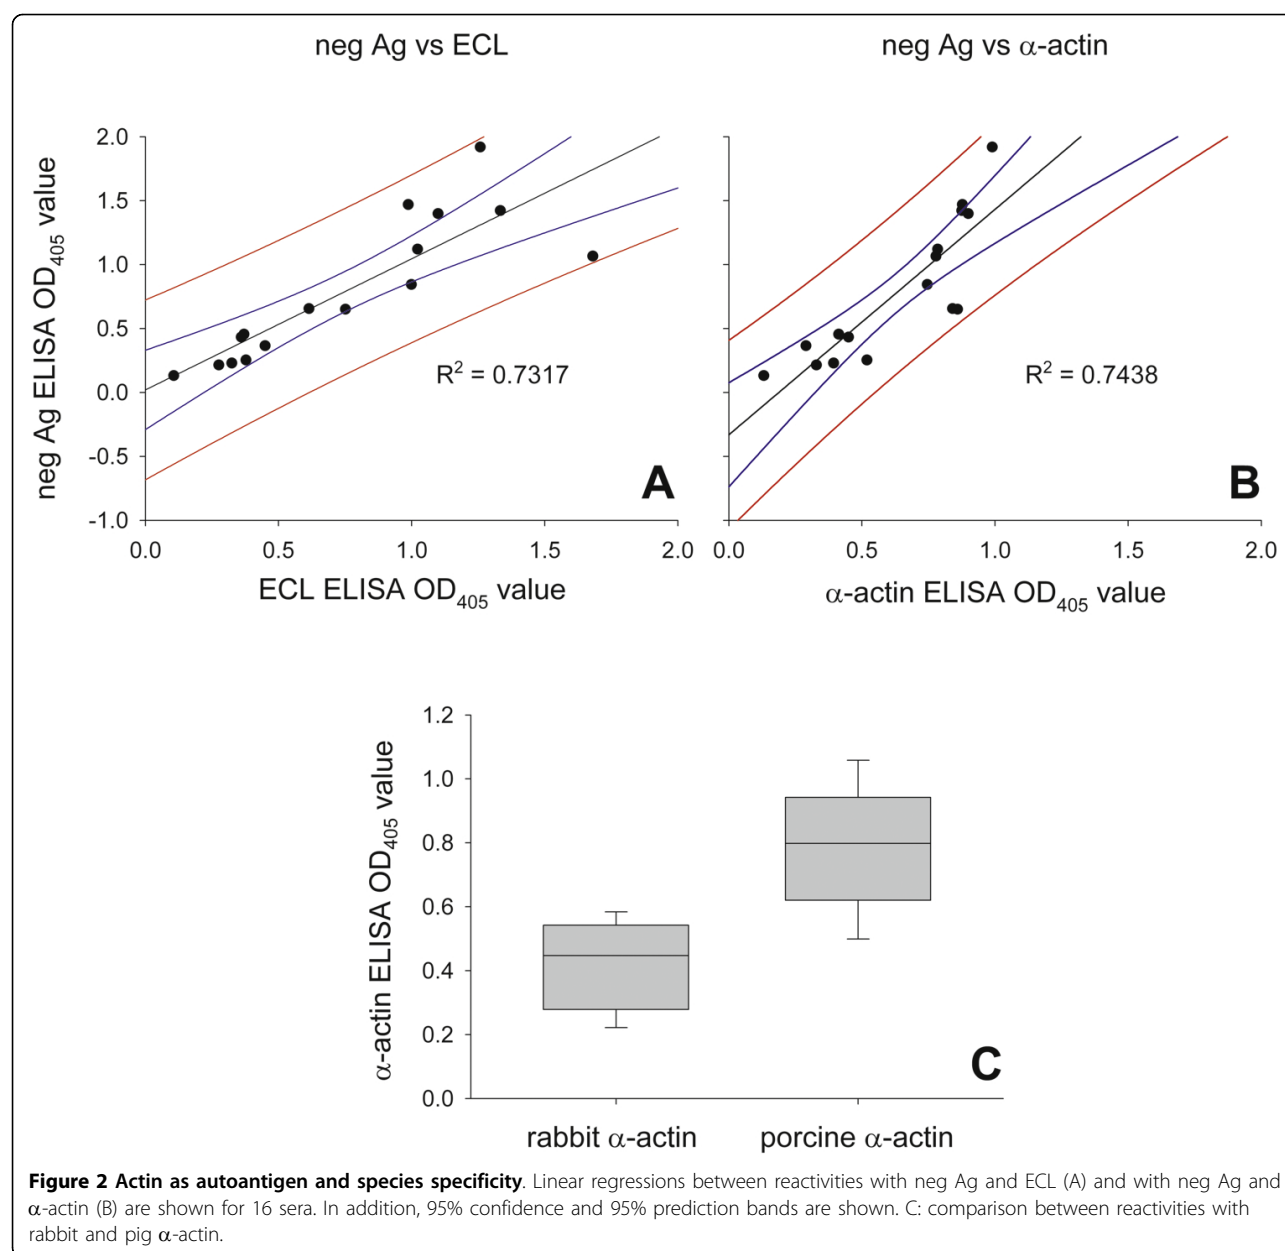 neg Ag vs ECL
neg Ag vs α-actin
neg Ag ELISA OD405 value
2.0
1.5
1.0
0.5
0.0
-0.5
-1.0
R2 = 0.7317
A
0.0 0.5 1.0 1.5 2.0
ECL ELISA OD405 value
R2 = 0.7438
B
0.0 0.5 1.0 1.5 2.0
α-actin ELISA OD405 value
α-actin ELISA OD405 value
1.2
1.0
0.8
0.6
0.4
0.2
0.0
C
rabbit α-actin
porcine α-actin
Figure 2 Actin as autoantigen and species specificity. Linear regressions between reactivities with neg Ag and ECL (A) and with neg Ag and
α-actin (B) are shown for 16 sera. In addition, 95% confidence and 95% prediction bands are shown. C: comparison between reactivities with
rabbit and pig α-actin.